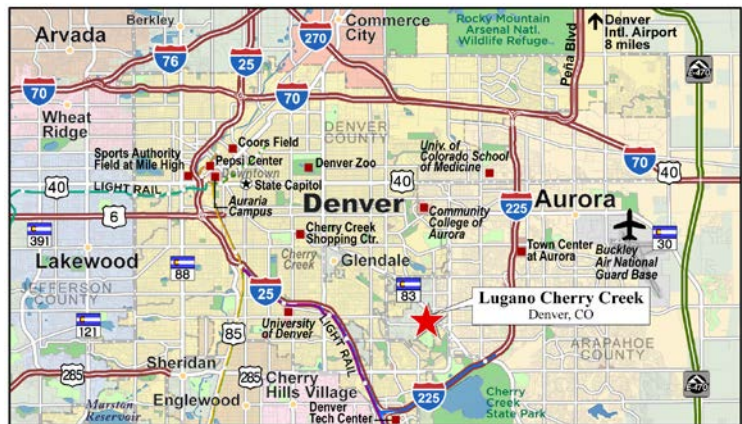 Berkley
Commerce
City
Rocky Mountain
Arsenal Natl.
Wildlife Refuge
Denver
Intl. Airport
8 miles
Peña Blvd
Arvada
76
25
270
E-470
70
70
Wheat
Ridge
DENVER
COUNTY
Coors Field
Sports Authority
Field at Mile High
Pepsi Center
Downtown
Denver Zoo
Univ. of
Colorado School
of Medicine
70
40
40
LIGHT RAIL
State Capitol
40
Auraria
Campus
Denver
225
Aurora
6
Community
College of
Aurora
391
Cherry Creek
Shopping Ctr.
Town Center
at Aurora
Buckley
Air National
Guard Base
30
Lakewood
88
Cherry
Creek
Glendale
83
JEFFERSON
COUNTY
25
Lugano Cherry Creek
Denver, CO
121
85
University
of Denver
LIGHT RAIL
ARAPAHOE
COUNTY
Sheridan
285
285
Cherry
Hills Village
225
Cherry
Creek
State Park
E-470
Marston
Reservoir
Englewood
Denver
Tech Center